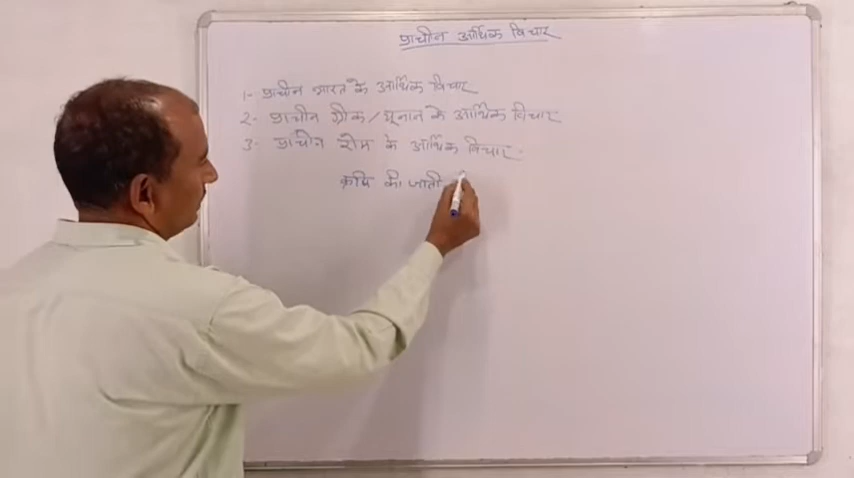 प्राचीन आर्थिक विचार
1- प्राचीन भारत के आर्थिक विचार
2- प्राचीन ग्रीक/यूनान के आर्थिक विचार
3- प्राचीन रोम के आर्थिक विचार -
कृषि की जाती